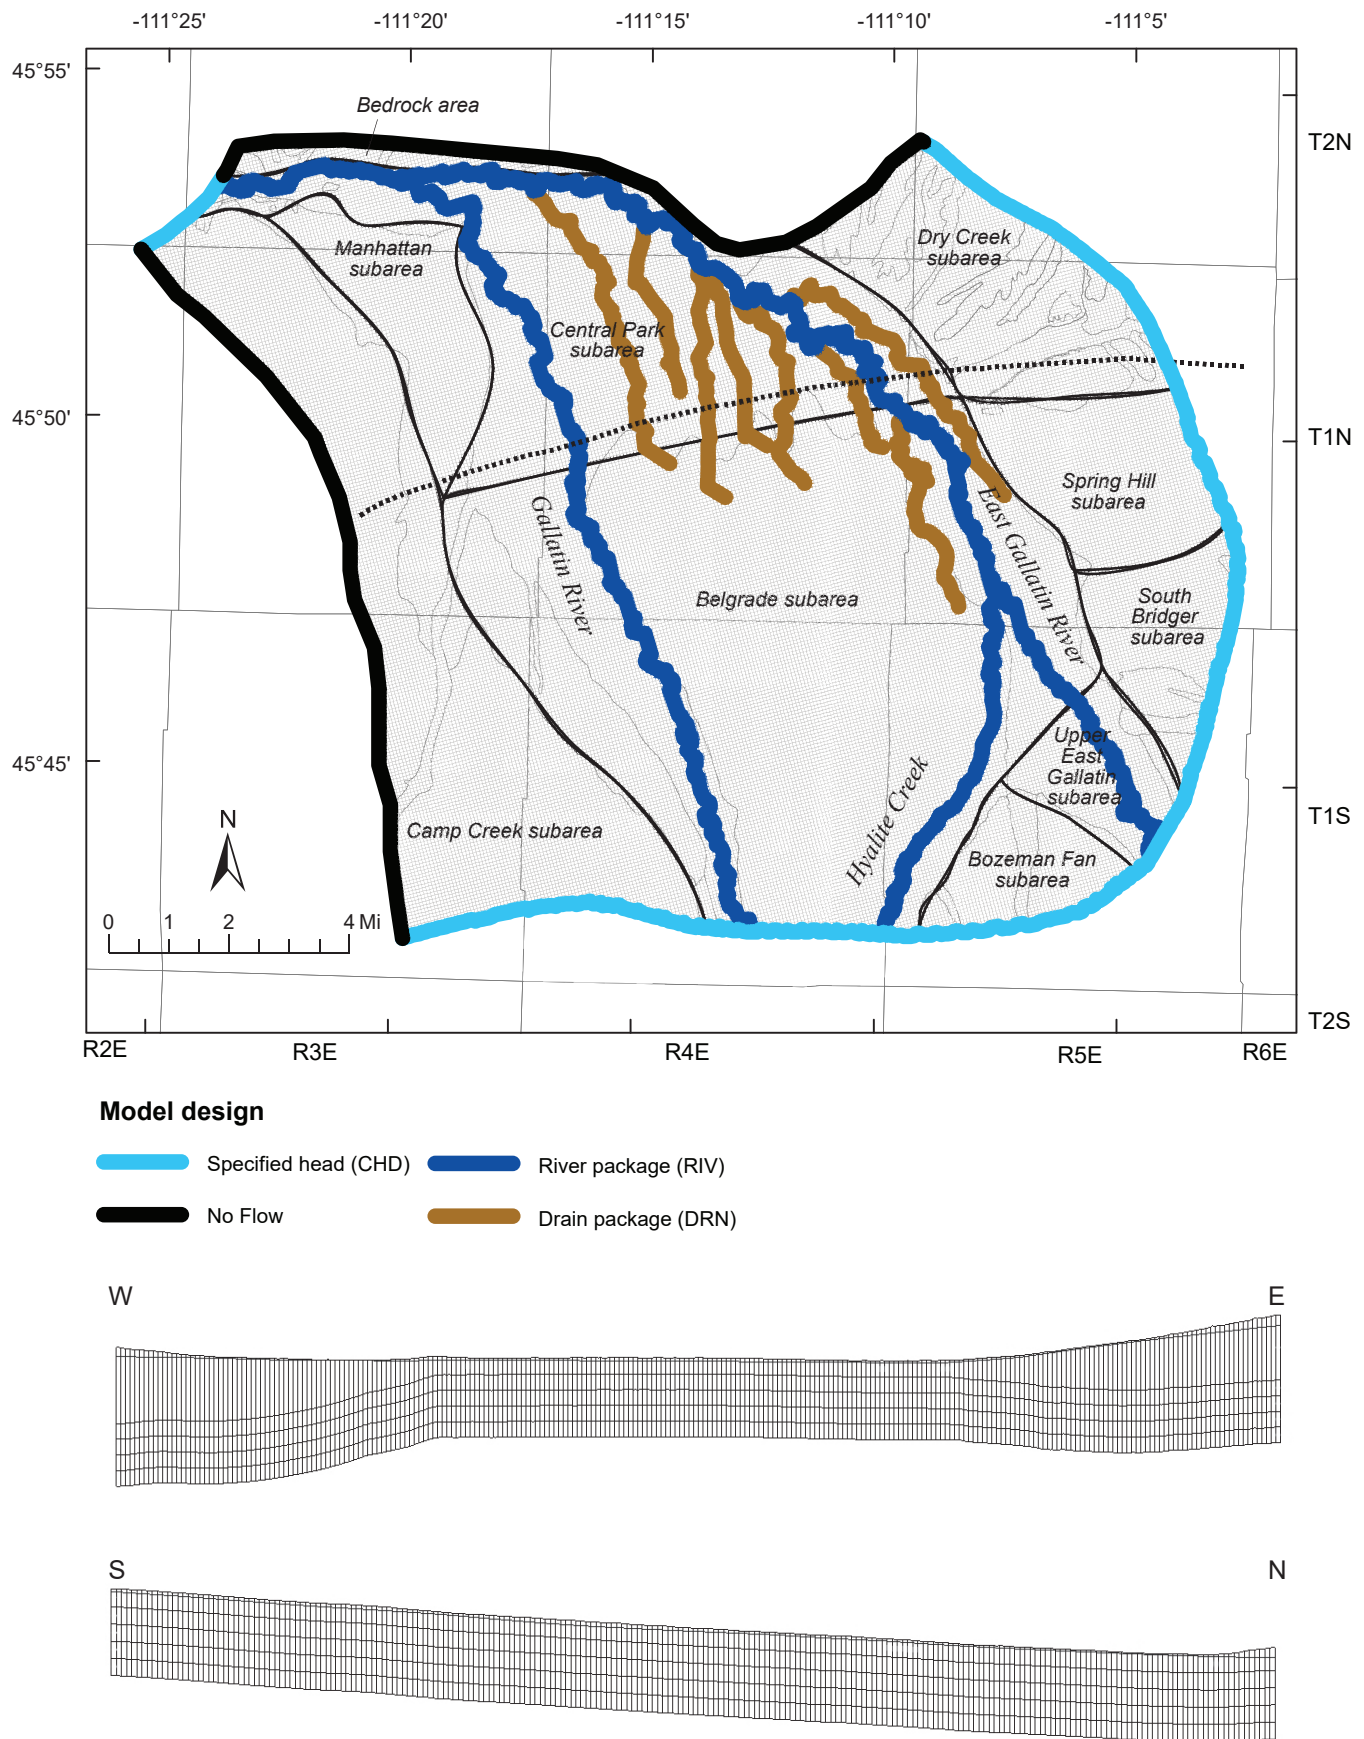 -111°25'
-111°20'
-111°15'
-111°10'
-111°5'
45°55'
Bedrock area
T2N
Dry Creek
subarea
Manhattan
subarea
Central Park
subarea
45°50'
T1N
Spring Hill
subarea
Gallatin River
East Gallatin River
Belgrade subarea
South
Bridger
subarea
Upper
East
Gallatin
subarea
45°45'
Hyalite Creek
T1S
N
Camp Creek subarea
Bozeman Fan
subarea
0 1 2 4 Mi
T2S
R2E
R3E
R4E
R5E
R6E
Model design
Specified head (CHD)
River package (RIV)
No Flow
Drain package (DRN)
W
E
S
N